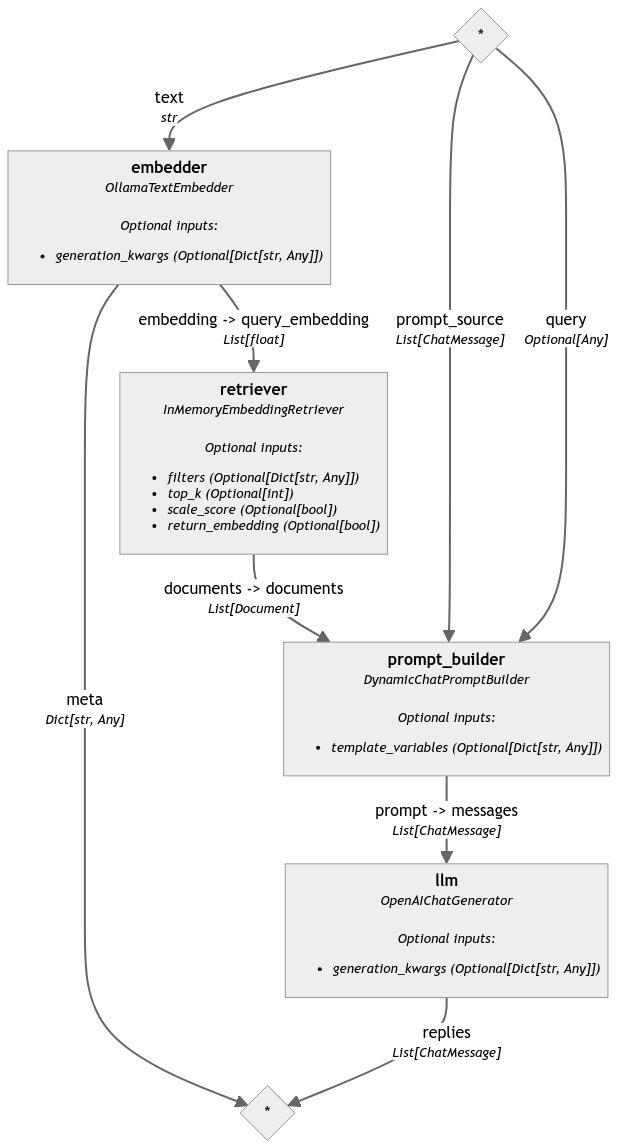 *
text
str
embedder
OllamaTextEmbedder
Optional inputs:
• generation_kwargs (Optional[Dict[str, Any]])
embedding -> query_embedding
List[float]
prompt_source
List[ChatMessage]
query
Optional[Any]
retriever
InMemoryEmbeddingRetriever
Optional inputs:
• filters (Optional[Dict[str, Any]])
• top_k (Optional[int])
• scale_score (Optional[bool])
• return_embedding (Optional[bool])
documents -> documents
List[Document]
prompt_builder
DynamicChatPromptBuilder
Optional inputs:
• template_variables (Optional[Dict[str, Any]])
meta
Dict[str, Any]
prompt -> messages
List[ChatMessage]
llm
OpenAIChatGenerator
Optional inputs:
• generation_kwargs (Optional[Dict[str, Any]])
replies
List[ChatMessage]
*